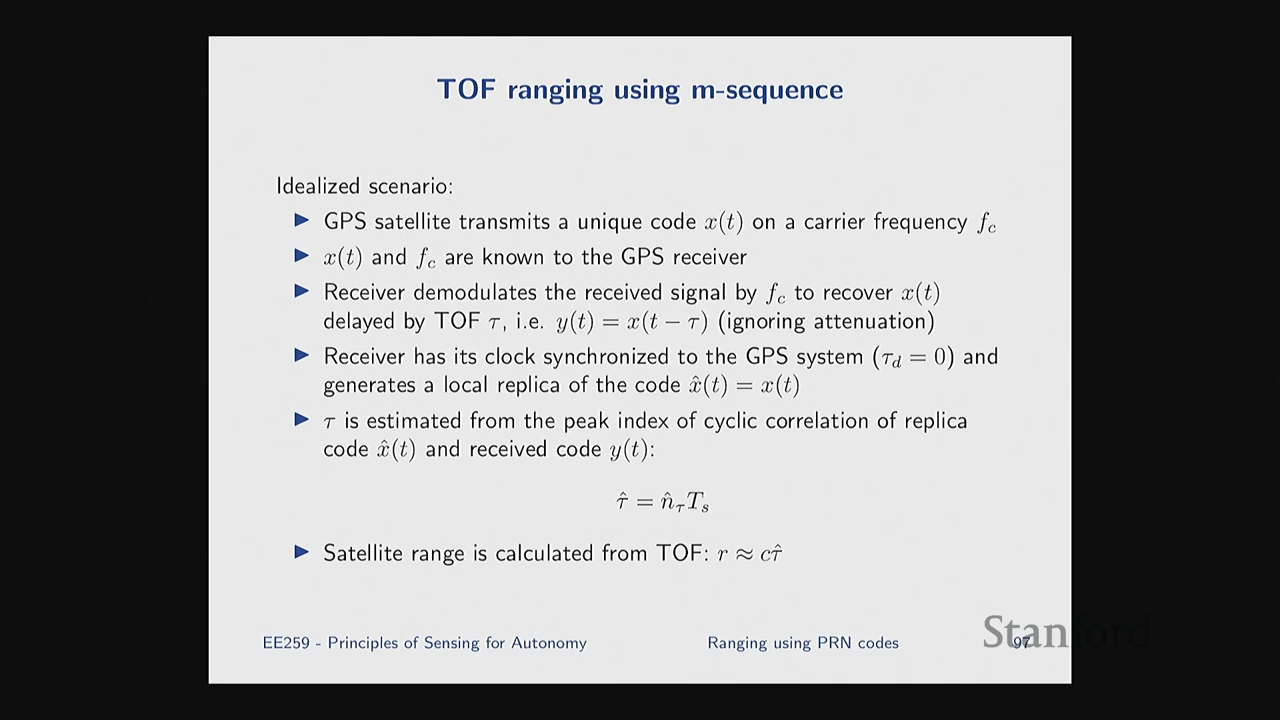 TOF ranging using m-sequence
Idealized scenario:
▶ GPS satellite transmits a unique code x(t) on a carrier frequency f_c
▶ x(t) and f_c are known to the GPS receiver
▶ Receiver demodulates the received signal by f_c to recover x(t)
delayed by TOF τ, i.e. y(t) = x(t − τ) (ignoring attenuation)
▶ Receiver has its clock synchronized to the GPS system (τ_d = 0) and
generates a local replica of the code x̂(t) = x(t)
▶ τ is estimated from the peak index of cyclic correlation of replica
code x̂(t) and received code y(t):
τ̂ = n̂_τ T_s
▶ Satellite range is calculated from TOF: r ≈ cτ̂
EE259 - Principles of Sensing for Autonomy
Ranging using PRN codes
97
Stanford